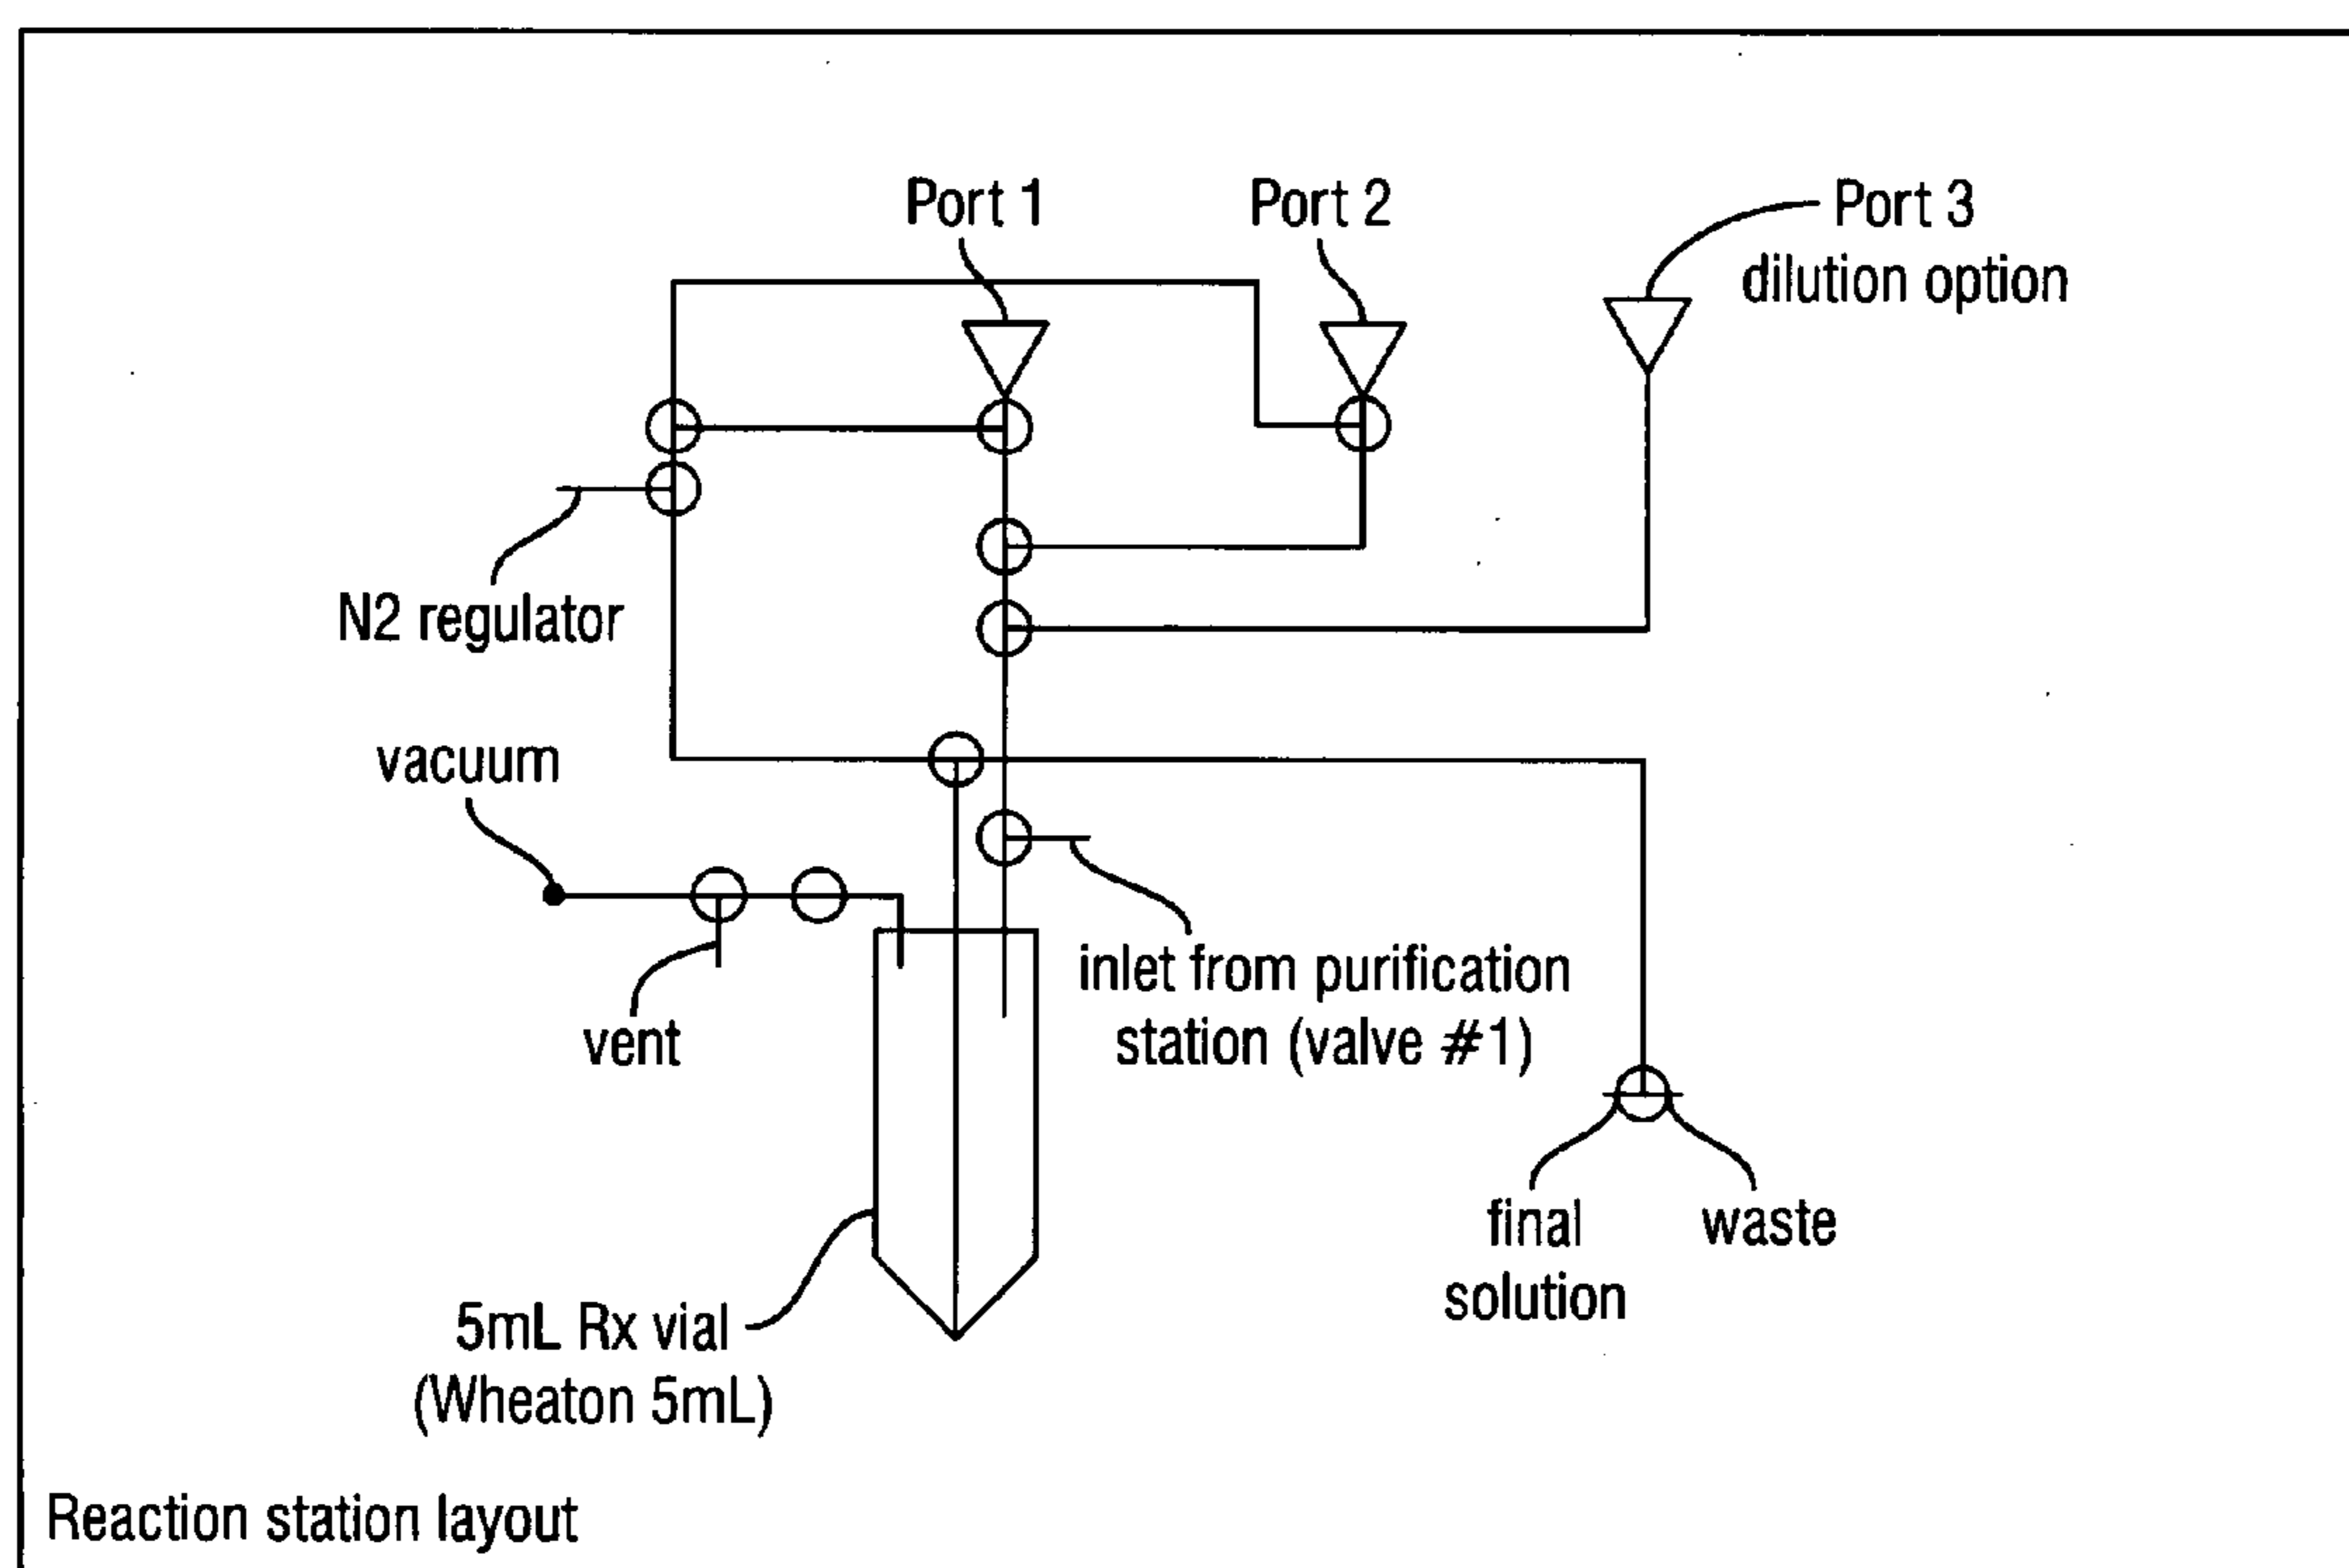 Port 1
Port 2
Port 3
dilution option
N2 regulator
vacuum
vent
inlet from purification
station (valve #1)
5mL Rx vial
(Wheaton 5mL)
final
solution
waste
Reaction station layout